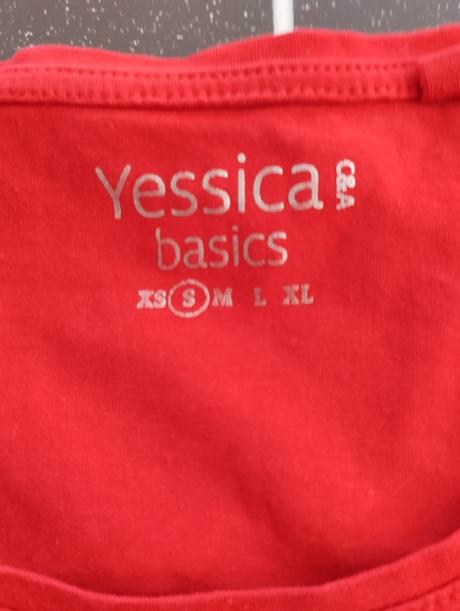 Yessica C&A
basics
XS S M L XL